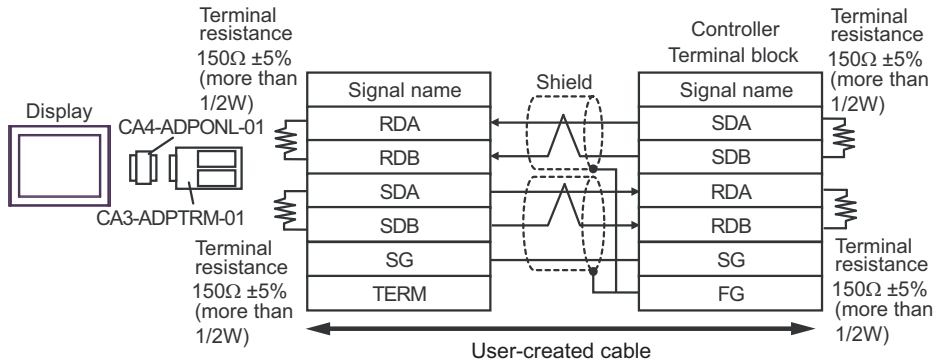 Terminal
resistance
150Ω ±5%
(more than
1/2W)
Controller
Terminal block
Terminal
resistance
150Ω ±5%
(more than
1/2W)
Display
CA4-ADPONL-01
CA3-ADPTRM-01
Signal name
Shield
Signal name
RDA
SDA
RDB
SDB
SDA
RDA
SDB
RDB
SG
SG
TERM
FG
Terminal
resistance
150Ω ±5%
(more than
1/2W)
Terminal
resistance
150Ω ±5%
(more than
1/2W)
User-created cable